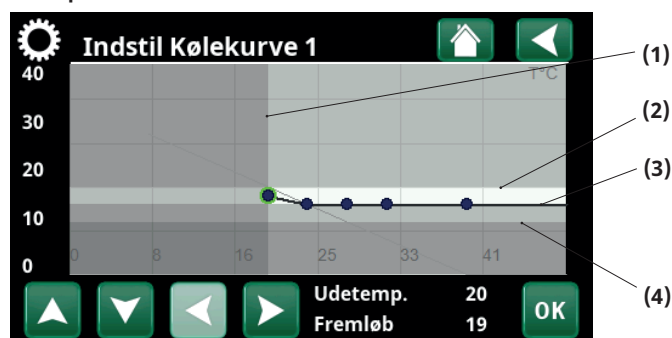 Indstil Kølekurve 1
(1)
40
T°C
(2)
30
(3)
20
10
0
0 8 16 25 33 41
(4)
Udetemp. 20
OK
Fremløb 19